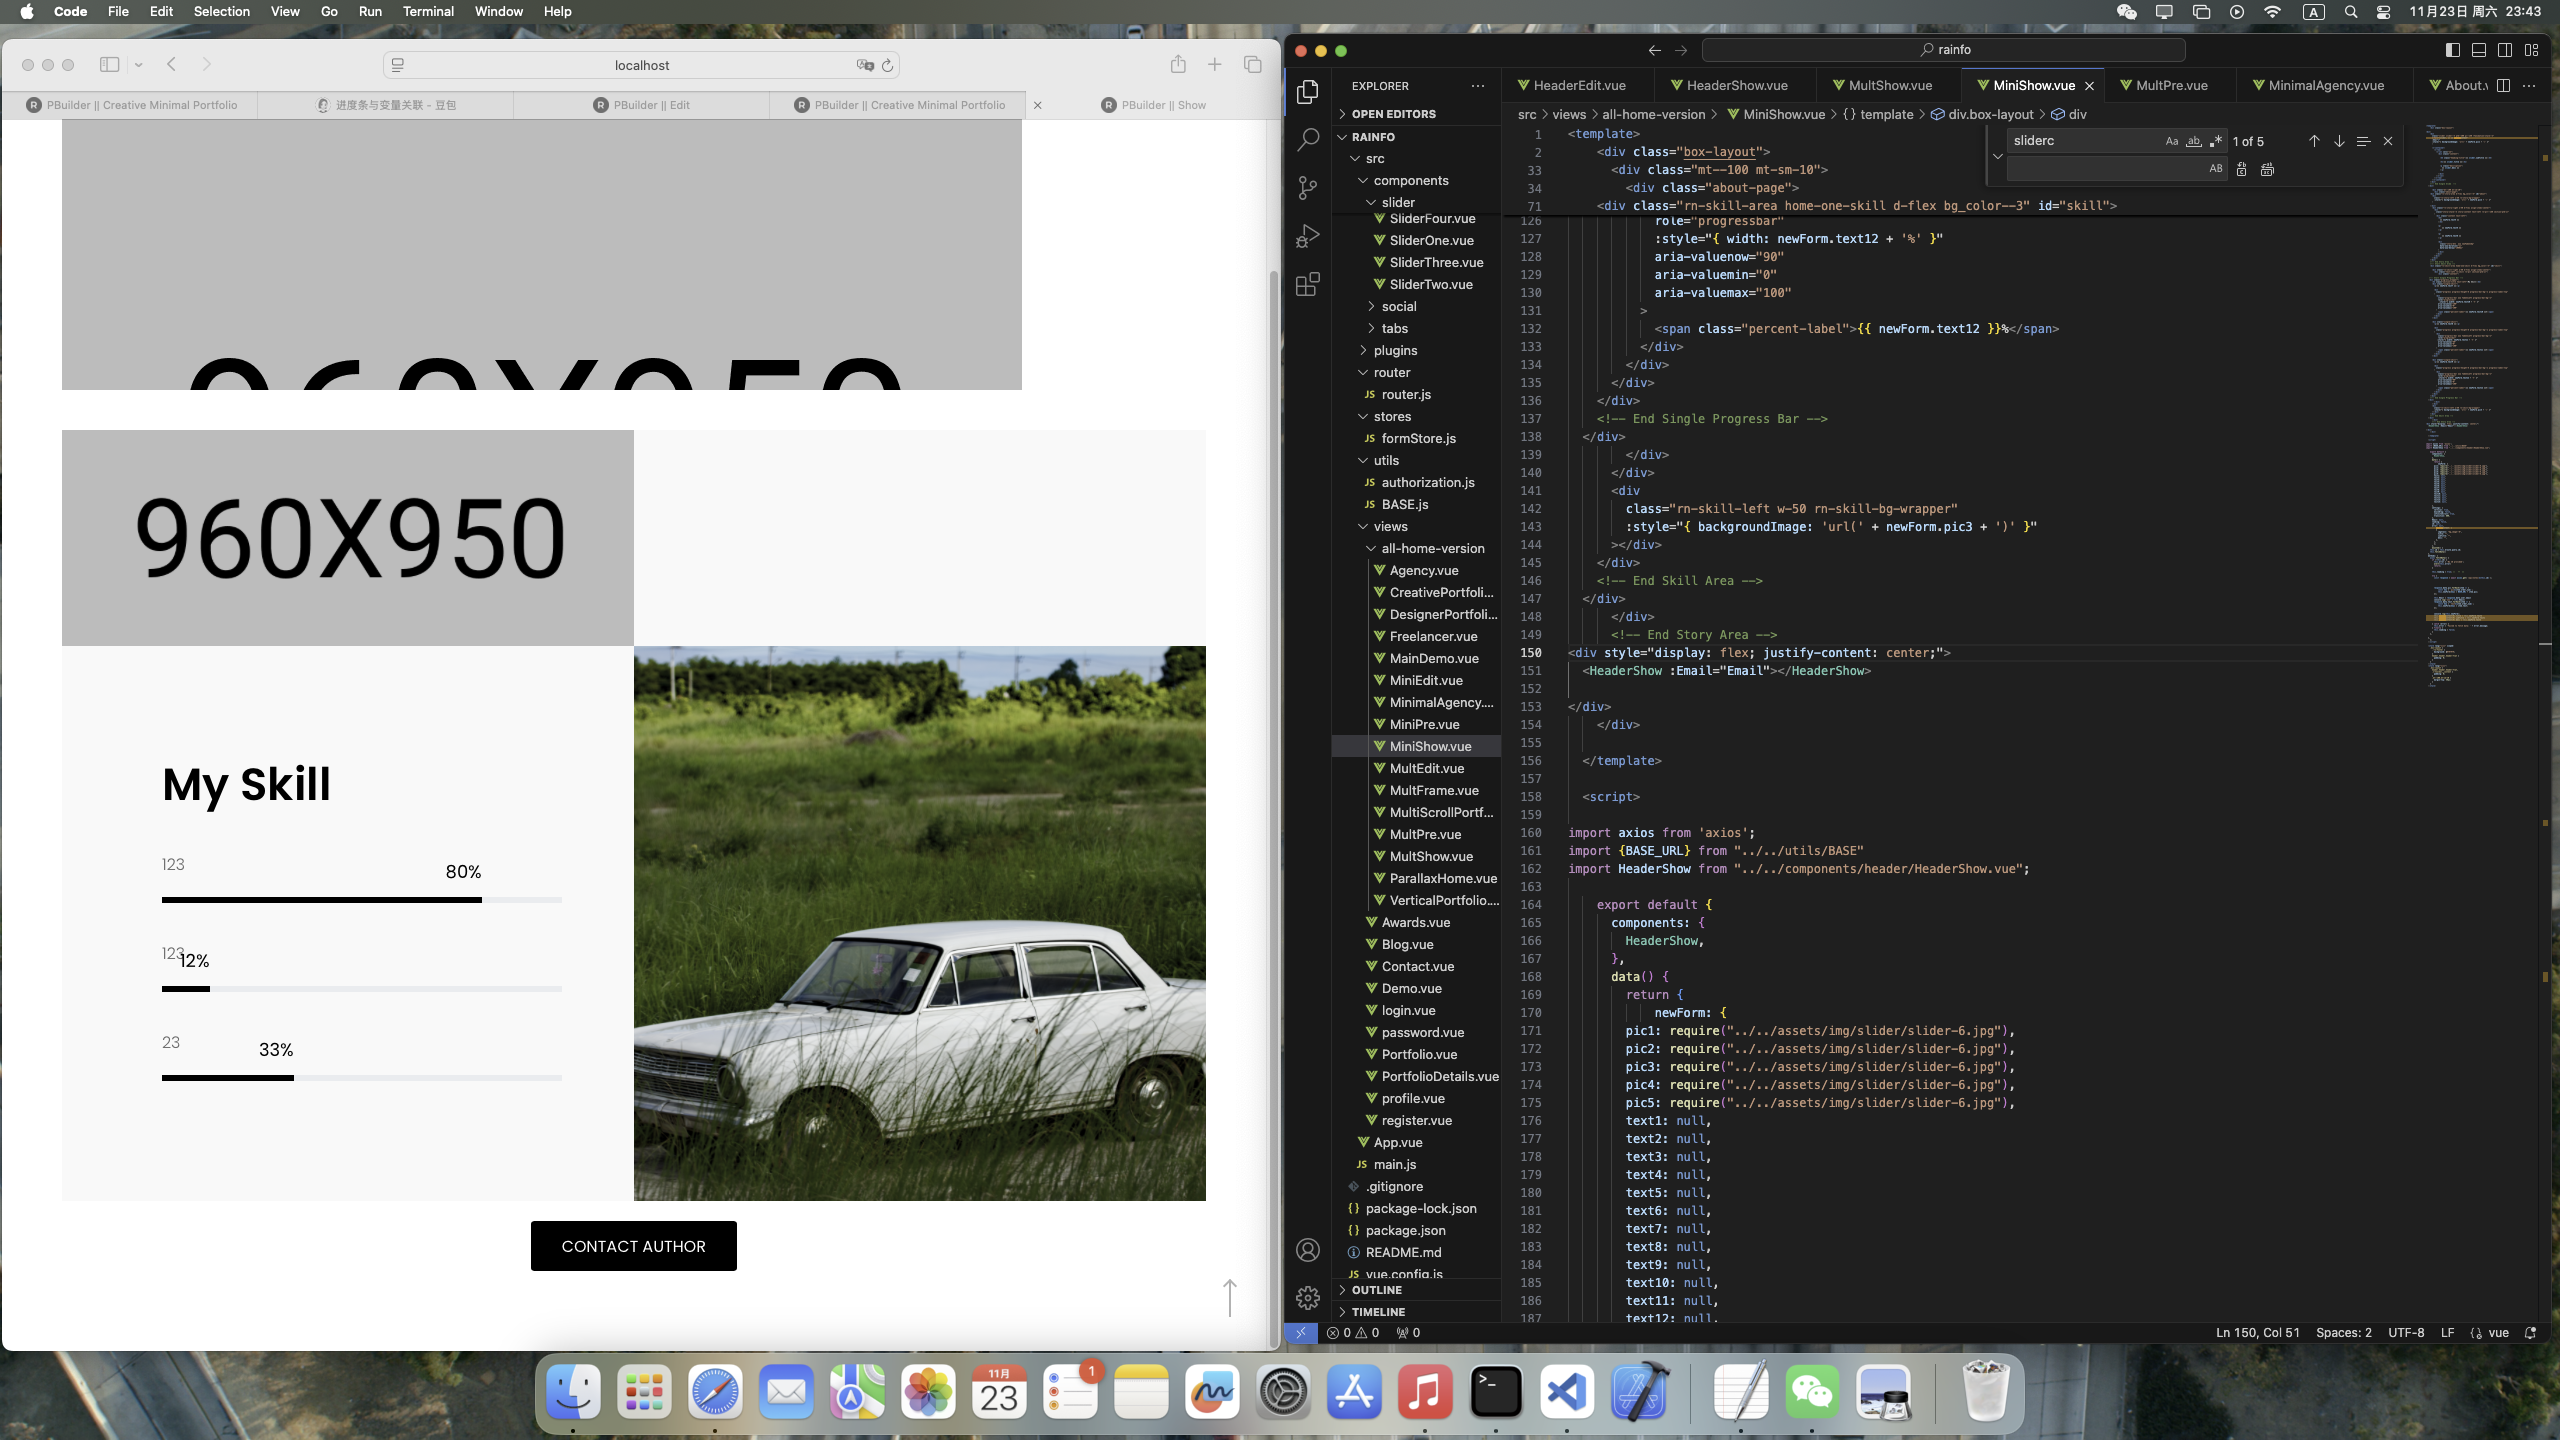 Code File Edit Selection View Go Run Terminal Window Help
A 11月23日 周六 23:43
localhost
PBuilder || Creative Minimal Portfolio
进度条与变量关联 - 豆包
PBuilder || Edit
PBuilder || Creative Minimal Portfolio
PBuilder || Show
960X950
960X950
My Skill
123
80%
123
12%
23
33%
CONTACT AUTHOR
rainfo
EXPLORER
OPEN EDITORS
RAINFO
src
components
slider
SliderFour.vue
SliderOne.vue
SliderThree.vue
SliderTwo.vue
social
tabs
plugins
router
JS router.js
stores
JS formStore.js
utils
JS authorization.js
JS BASE.js
views
all-home-version
Agency.vue
CreativePortfoli...
DesignerPortfoli...
Freelancer.vue
MainDemo.vue
MiniEdit.vue
MinimalAgency....
MiniPre.vue
MiniShow.vue
MultEdit.vue
MultFrame.vue
MultiScrollPortf...
MultPre.vue
MultShow.vue
ParallaxHome.vue
VerticalPortfolio....
Awards.vue
Blog.vue
Contact.vue
Demo.vue
login.vue
password.vue
Portfolio.vue
PortfolioDetails.vue
profile.vue
register.vue
App.vue
JS main.js
.gitignore
{} package-lock.json
{} package.json
README.md
JS vue.config.js
OUTLINE
TIMELINE
HeaderEdit.vue
HeaderShow.vue
MultShow.vue
MiniShow.vue
MultPre.vue
MinimalAgency.vue
About.v
src > views > all-home-version > MiniShow.vue > {} template > div.box-layout > div
sliderc Aa ab 1 of 5
AB
1 <template>
2 <div class="box-layout">
33 <div class="mt--100 mt-sm-10">
34 <div class="about-page">
71 <div class="rn-skill-area home-one-skill d-flex bg_color--3" id="skill">
126 role="progressbar"
127 :style="{ width: newForm.text12 + '%' }"
128 aria-valuenow="90"
129 aria-valuemin="0"
130 aria-valuemax="100"
131 >
132 <span class="percent-label">{{ newForm.text12 }}%</span>
133 </div>
134 </div>
135 </div>
136 </div>
137 <!-- End Single Progress Bar -->
138 </div>
139 </div>
140 </div>
141 <div
142 class="rn-skill-left w-50 rn-skill-bg-wrapper"
143 :style="{ backgroundImage: 'url(' + newForm.pic3 + ')' }"
144 ></div>
145 </div>
146 <!-- End Skill Area -->
147 </div>
148 </div>
149 <!-- End Story Area -->
150 <div style="display: flex; justify-content: center;">
151 <HeaderShow :Email="Email"></HeaderShow>
152
153 </div>
154 </div>
155
156 </template>
157
158 <script>
159
160 import axios from 'axios';
161 import {BASE_URL} from "../../utils/BASE"
162 import HeaderShow from "../../components/header/HeaderShow.vue";
163
164 export default {
165 components: {
166 HeaderShow,
167 },
168 data() {
169 return {
170 newForm: {
171 pic1: require("../../assets/img/slider/slider-6.jpg"),
172 pic2: require("../../assets/img/slider/slider-6.jpg"),
173 pic3: require("../../assets/img/slider/slider-6.jpg"),
174 pic4: require("../../assets/img/slider/slider-6.jpg"),
175 pic5: require("../../assets/img/slider/slider-6.jpg"),
176 text1: null,
177 text2: null,
178 text3: null,
179 text4: null,
180 text5: null,
181 text6: null,
182 text7: null,
183 text8: null,
184 text9: null,
185 text10: null,
186 text11: null,
187 text12: null,
0 0 0
Ln 150, Col 51 Spaces: 2 UTF-8 LF vue
11月
23
1